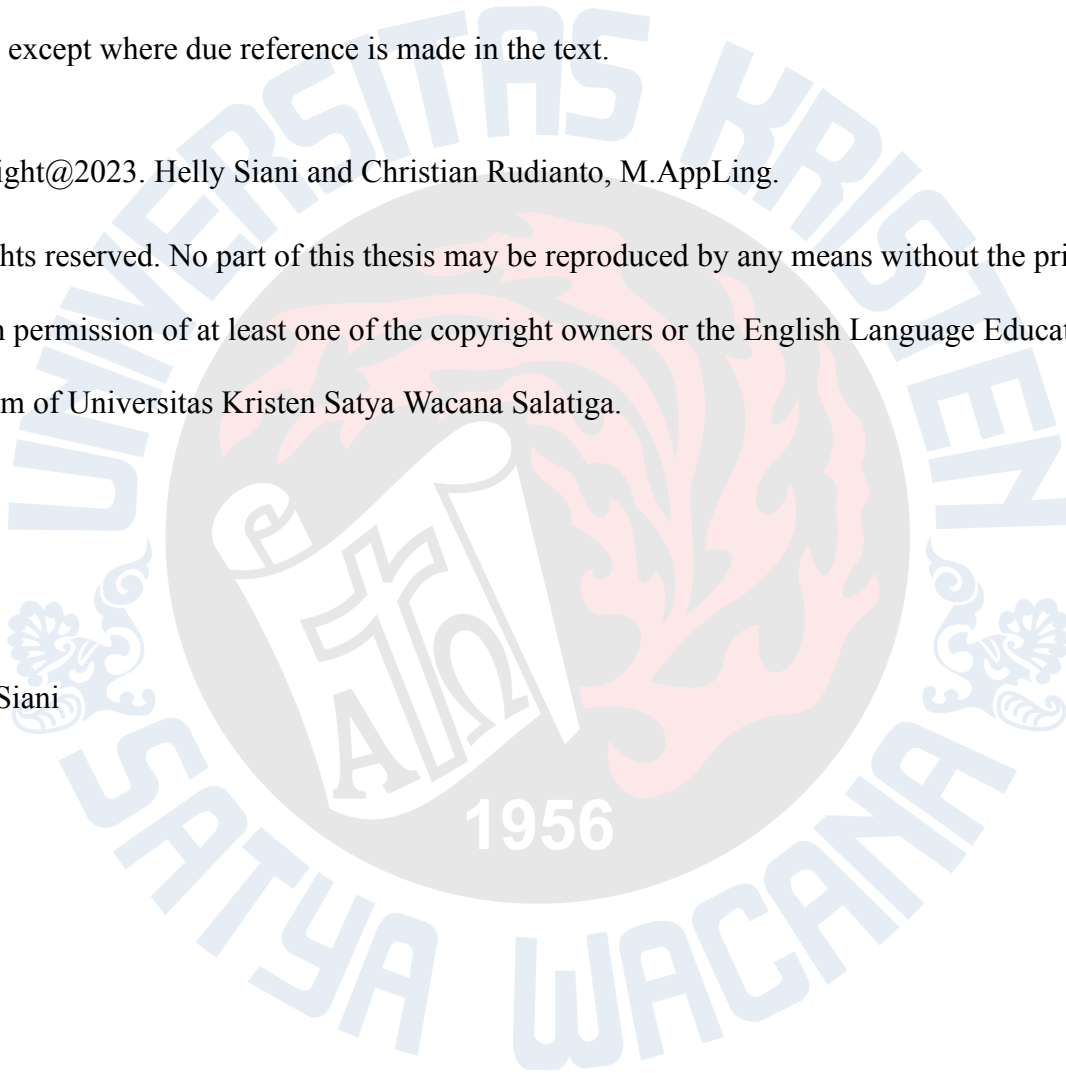 except where due reference is made in the text.
ight@2023. Helly Siani and Christian Rudianto, M.AppLing.
hts reserved. No part of this thesis may be reproduced by any means without the pri
n permission of at least one of the copyright owners or the English Language Educat
m of Universitas Kristen Satya Wacana Salatiga.
Siani
UNIVERSITAS KRISTEN
SATYA WACANA
A Ω
1956